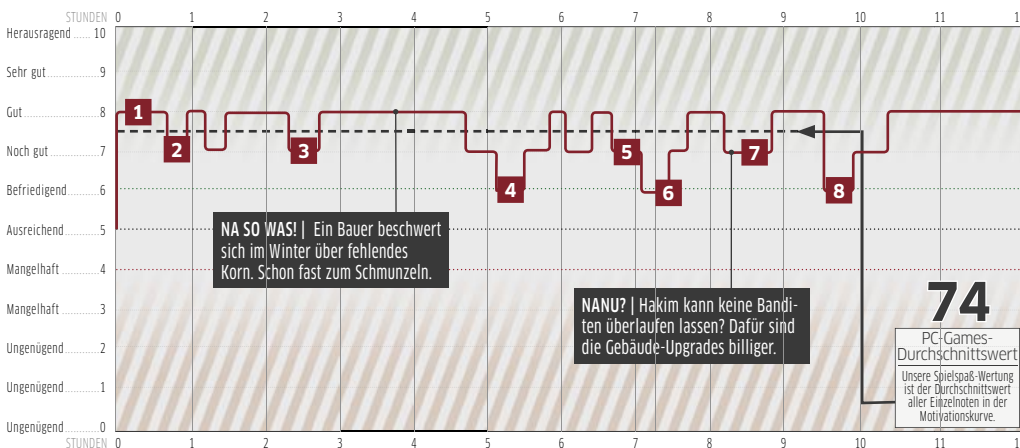 STUNDEN 0 1 2 3 4 5 6 7 8 9 10 11 12
Herausragend ...... 10
Sehr gut 9
Gut 8
Noch gut 7
Befriedigend 6
Ausreichend 5
Mangelhaft 4
Mangelhaft 3
Ungenügend 2
Ungenügend 1
Ungenügend 0
1
2
3
4
5
6
7
8
NA SO WAS! | Ein Bauer beschwert
sich im Winter über fehlendes
Korn. Schon fast zum Schmunzeln.
NANU? | Hakim kann keine Bandi-
ten überlaufen lassen? Dafür sind
die Gebäude-Upgrades billiger.
74
PC-Games-
Durchschnittswert
Unsere Spielspaß-Wertung
ist der Durchschnittswert
aller Einzelnoten in der
Motivationskurve.
STUNDEN 0 1 2 3 4 5 6 7 8 9 10 11 12